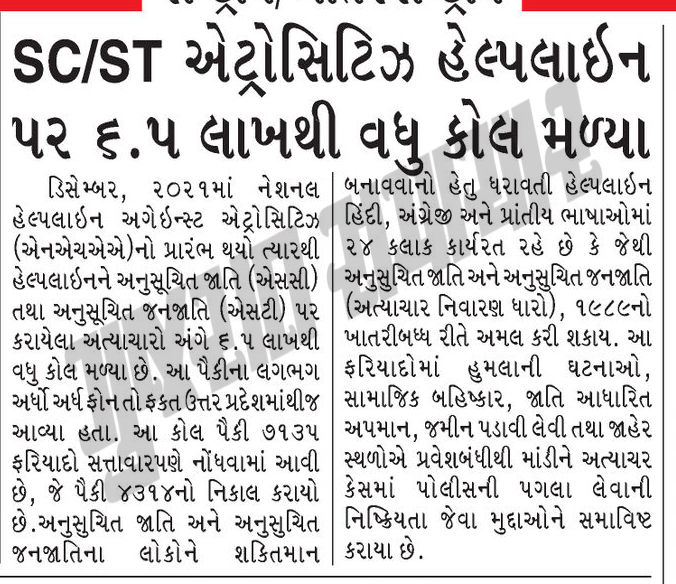 SC/ST એટ્રોસિટિઝ હેલ્પલાઇન
પર ૬.૫ લાખથી વધુ કોલ મળ્યા
ડિસેમ્બર, ૨૦૨૧માં નેશનલ
હેલ્પલાઇન અગેઇન્સ્ટ એટ્રોસિટિઝ
(એનએચએએ)નો પ્રારંભ થયો ત્યારથી
હેલ્પલાઇનને અનુસૂચિત જાતિ (એસસી)
તથા અનુસૂચિત જનજાતિ (એસટી) પર
કરાયેલા અત્યાચારો અંગે ૬.૫ લાખથી
વધુ કોલ મળ્યા છે. આ પૈકીના લગભગ
અર્ધો અર્ધ ફોન તો ફક્ત ઉત્તર પ્રદેશમાંથીજ
આવ્યા હતા. આ કોલ પૈકી ૭૧૩૫
ફરિયાદો સત્તાવારપણે નોંધવામાં આવી
છે, જે પૈકી ૪૩૧૪નો નિકાલ કરાયો
છે.અનુસુચિત જાતિ અને અનુસુચિત
જનજાતિના લોકોને શક્તિમાન
બનાવવાનો હેતુ ધરાવતી હેલ્પલાઇન
હિંદી, અંગ્રેજી અને પ્રાંતીય ભાષાઓમાં
૨૪ કલાક કાર્યરત રહે છે કે જેથી
અનુસુચિત જાતિ અને અનુસુચિત જનજાતિ
(અત્યાચાર નિવારણ ધારો), ૧૯૮૯નો
ખાતરીબધ્ધ રીતે અમલ કરી શકાય. આ
ફરિયાદોમાં હુમલાની ઘટનાઓ,
સામાજિક બહિષ્કાર, જાતિ આધારિત
અપમાન, જમીન પડાવી લેવી તથા જાહેર
સ્થળોએ પ્રવેશબંધીથી માંડીને અત્યાચર
કેસમાં પોલીસની પગલા લેવાની
નિષ્ક્રિયતા જેવા મુદ્દાઓને સમાવિષ્ટ
કરાયા છે.